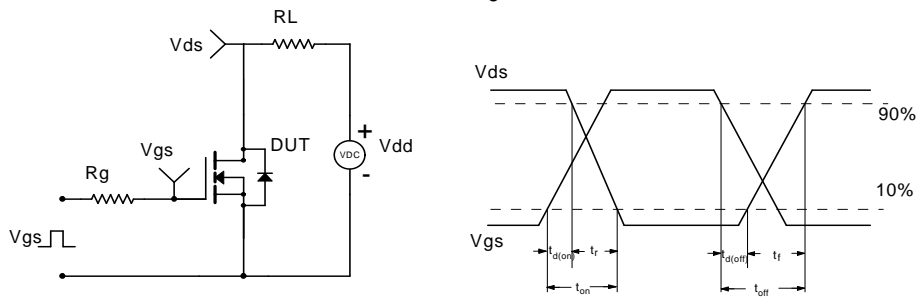 RL
Vds
Vds
90%
+
DUT
Vdd
Vgs
VDC
Rg
-
10%
Vgs
Vgs
td(on) tr td(off) tf
ton toff